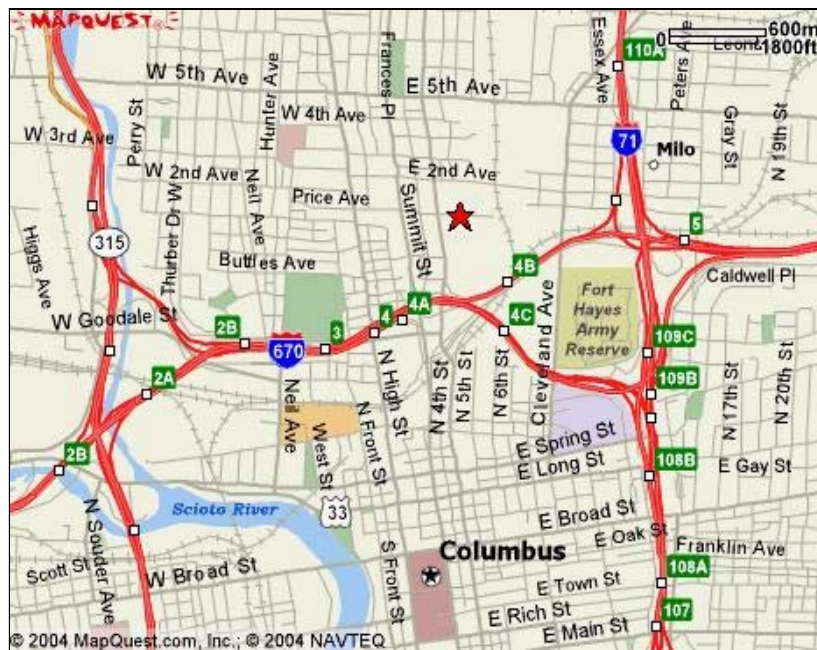 MAPQUEST
600m
1800ft
0
110A
Essex Ave
Peters Ave
Leon
W 5th Ave
E 5th Ave
Hunter Ave
Frances Pl
W 4th Ave
W 3rd Ave
Perry St
71
Milo
Gray St
N 19th St
W 2nd Ave
E 2nd Ave
Price Ave
Summit St
Neil Ave
Thurber Dr W
315
Higgs Ave
Buttles Ave
5
4B
Caldwell Pl
Fort
Hayes
Army
Reserve
Cleveland Ave
W Goodale St
2B
3
4
4A
4C
670
109C
2A
109B
N High St
N 4th St
N 5th St
N 6th St
N 17th St
N 20th St
Neil Ave
West St
N Front St
E Spring St
E Long St
2B
108B
E Gay St
Scioto River
33
E Broad St
N Souder Ave
E Oak St
Franklin Ave
Columbus
Scott St
W Broad St
S Front St
E Town St
108A
E Rich St
107
E Main St
© 2004 MapQuest.com, Inc.; © 2004 NAVTEQ